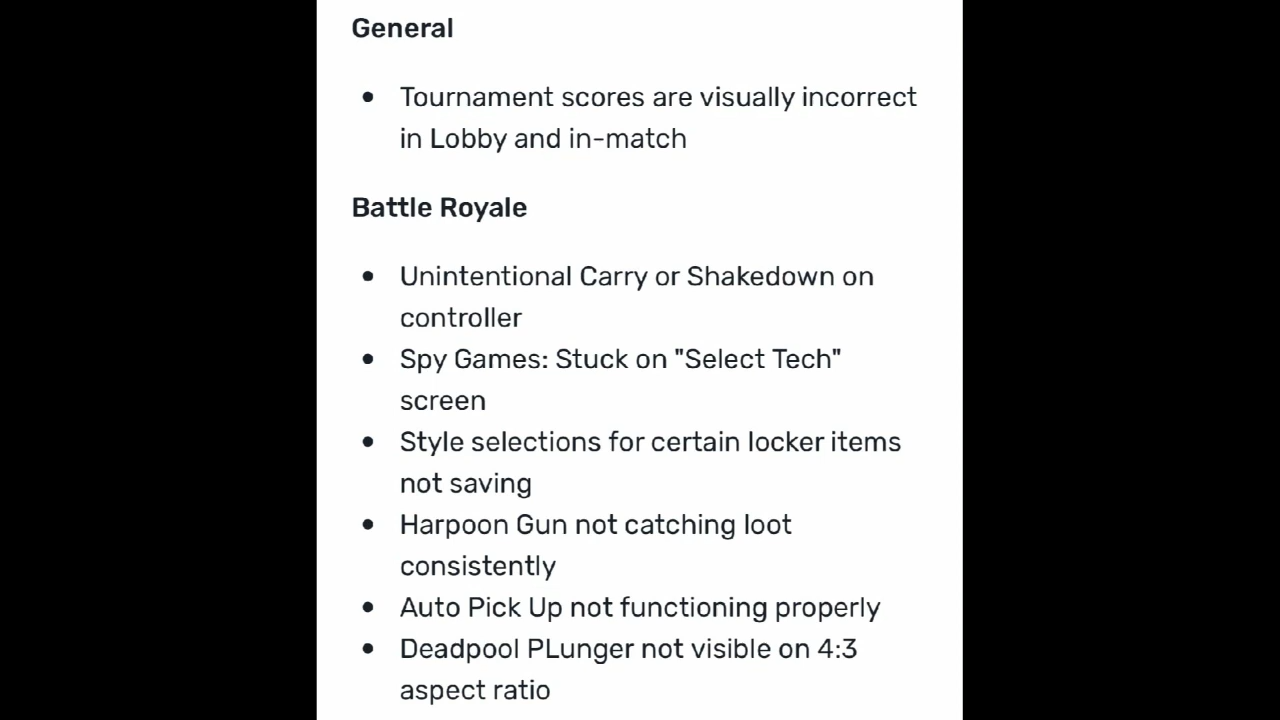 General
• Tournament scores are visually incorrect
in Lobby and in-match
Battle Royale
• Unintentional Carry or Shakedown on
controller
• Spy Games: Stuck on "Select Tech"
screen
• Style selections for certain locker items
not saving
• Harpoon Gun not catching loot
consistently
• Auto Pick Up not functioning properly
• Deadpool PLunger not visible on 4:3
aspect ratio